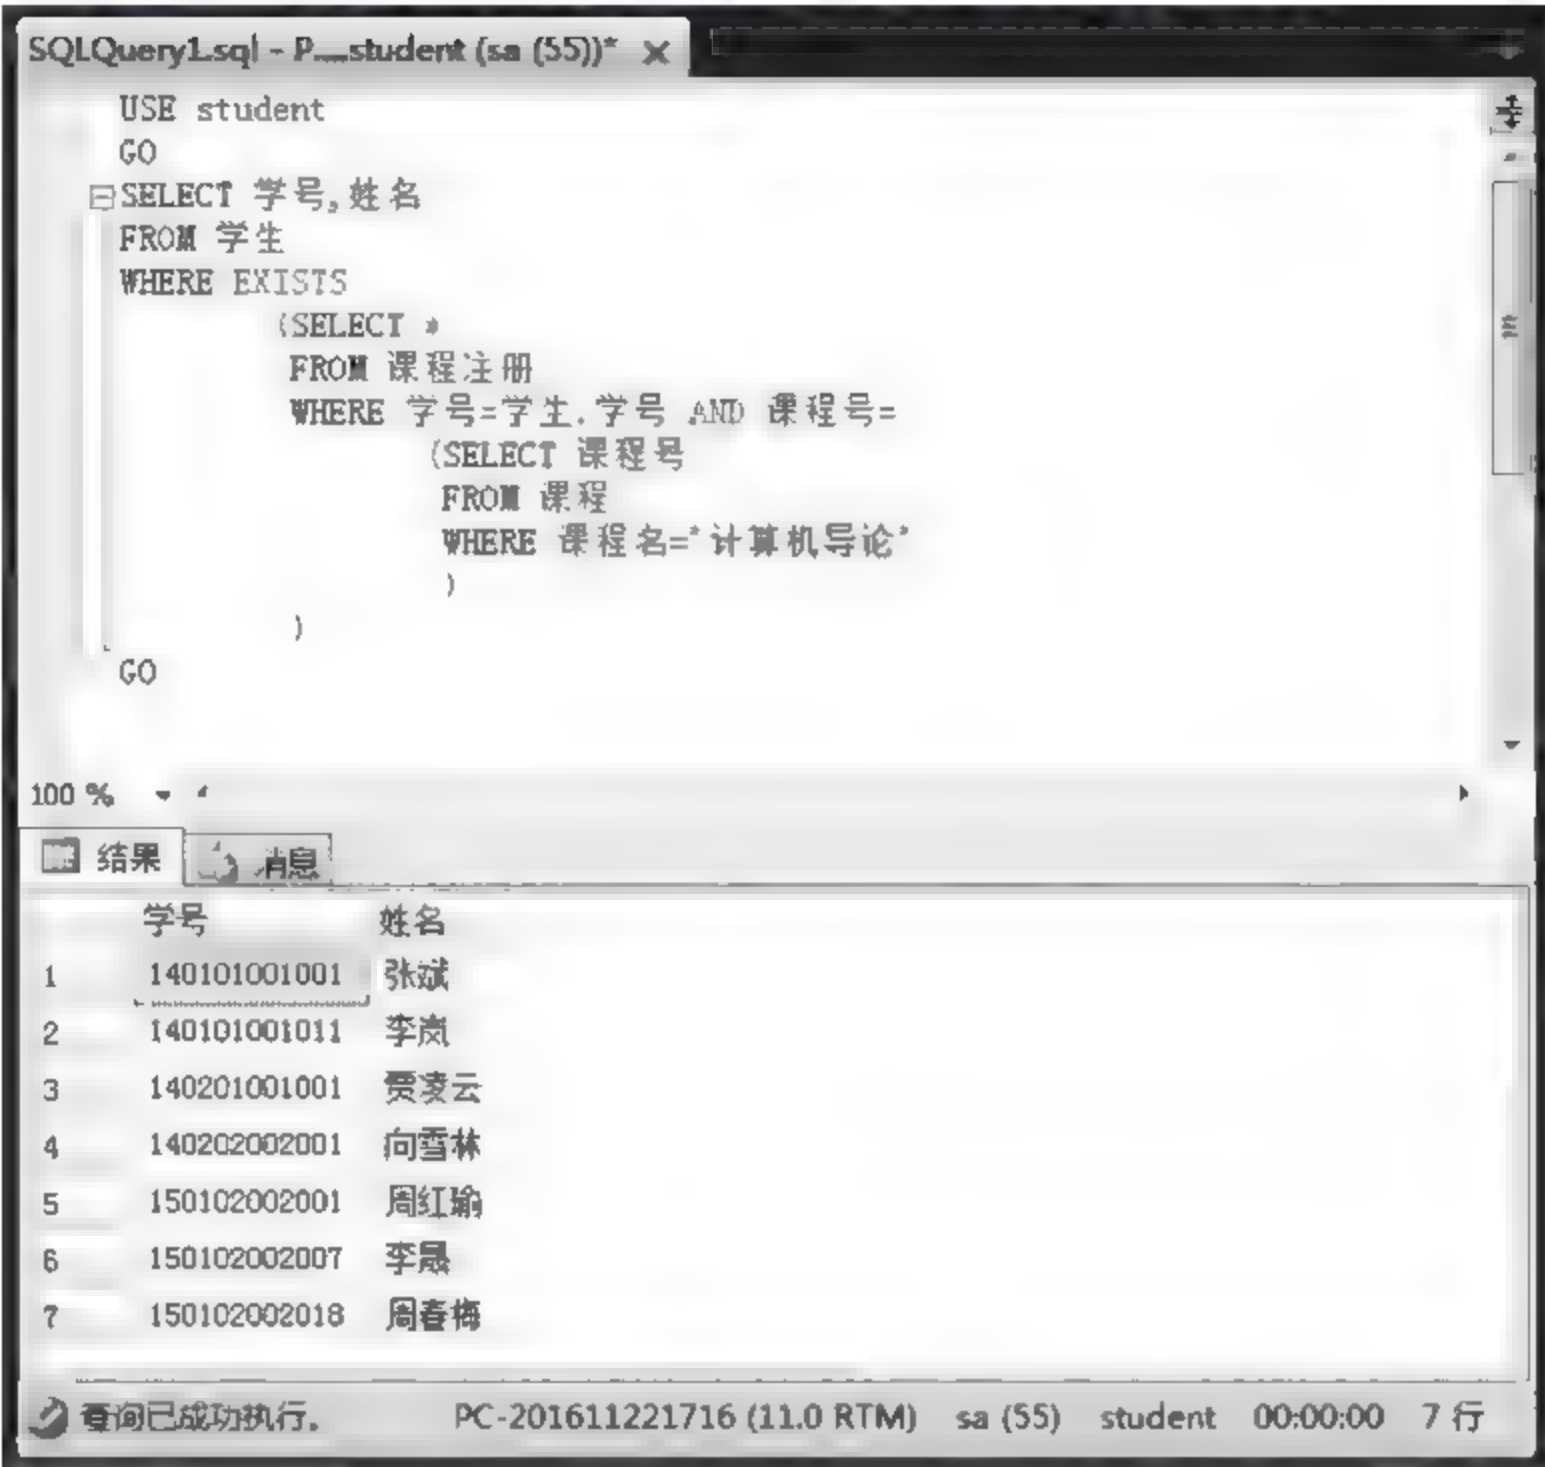 SQLQuery1.sql - P...student (sa (55))*
USE student
GO
SELECT 学号,姓名
FROM 学生
WHERE EXISTS
(SELECT *
FROM 课程注册
WHERE 学号=学生.学号 AND 课程号=
(SELECT 课程号
FROM 课程
WHERE 课程名='计算机导论'
)
)
GO
100 %
结果 消息
学号 姓名
1 140101001001 张斌
2 140101001011 李岚
3 140201001001 贾凌云
4 140202002001 向雪林
5 150102002001 周红瑜
6 150102002007 李晟
7 150102002018 周春梅
查询已成功执行。 PC-201611221716 (11.0 RTM) sa (55) student 00:00:00 7 行